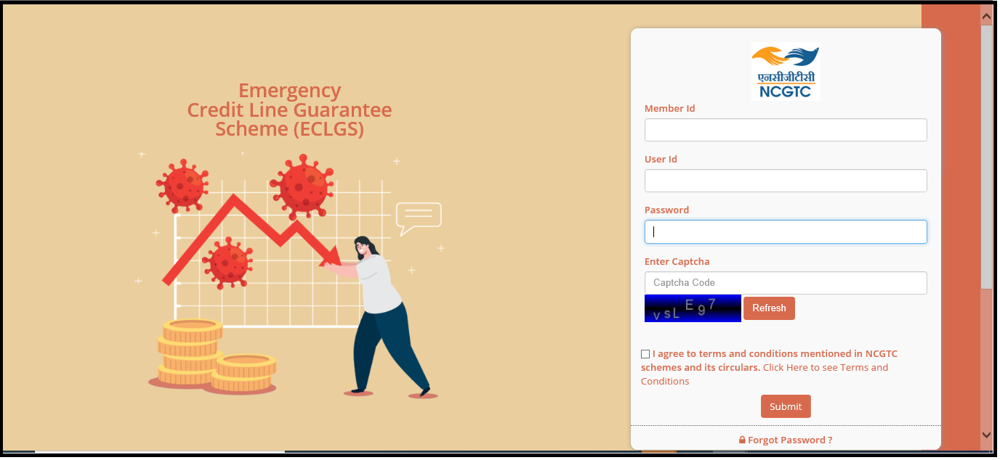 Emergency
Credit Line Guarantee
Scheme (ECLGS)
एनसीजीटीसी
NCGTC
Member Id
User Id
Password
Enter Captcha
Captcha Code
vsLE97
Refresh
I agree to terms and conditions mentioned in NCGTC
schemes and its circulars. Click Here to see Terms and
Conditions
Submit
Forgot Password ?